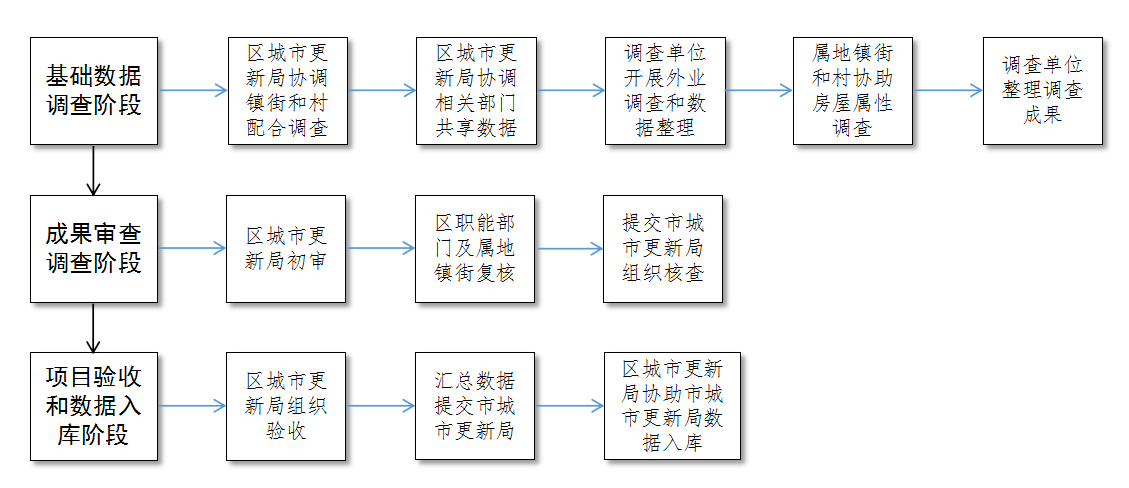 基础数据
调查阶段
区城市更
新局协调
镇街和村
配合调查
区城市更
新局协调
相关部门
共享数据
调查单位
开展外业
调查和数
据整理
属地镇街
和村协助
房屋属性
调查
调查单位
整理调查
成果
成果审查
调查阶段
区城市更
新局初审
区职能部
门及属地
镇街复核
提交市城
市更新局
组织核查
项目验收
和数据入
库阶段
区城市更
新局组织
验收
汇总数据
提交市城
市更新局
区城市更新
局协助市城
市更新局数
据入库